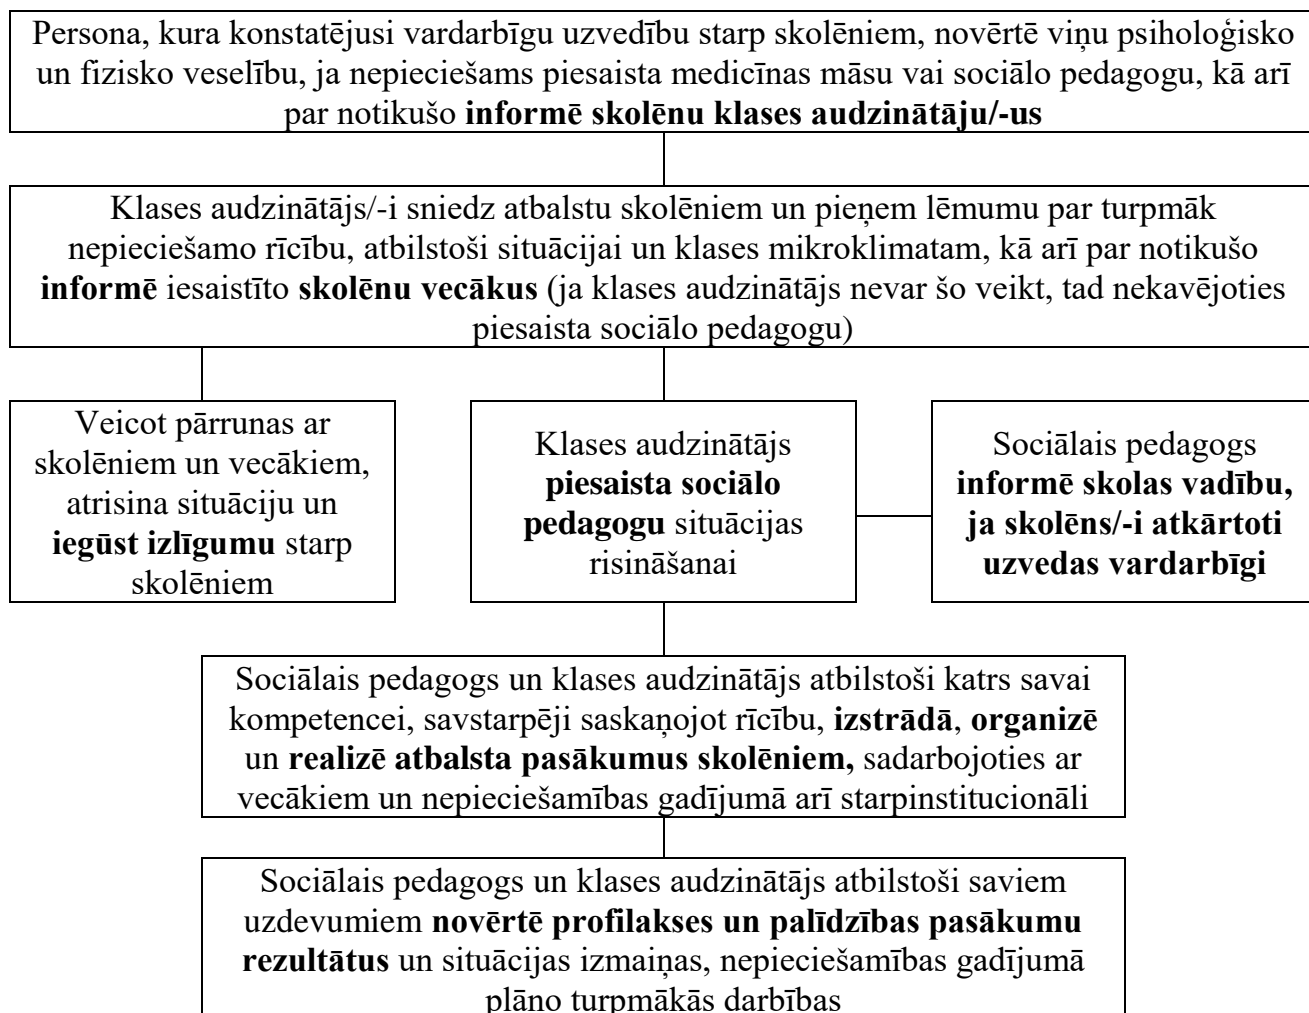 Persona, kura konstatējusi vardarbīgu uzvedību starp skolēniem, novērtē viņu psiholoģisko
un fizisko veselību, ja nepieciešams piesaista medicīnas māsu vai sociālo pedagogu, kā arī
par notikušo informē skolēnu klases audzinātāju/-us
Klases audzinātājs/-i sniedz atbalstu skolēniem un pieņem lēmumu par turpmāk
nepieciešamo rīcību, atbilstoši situācijai un klases mikroklimatam, kā arī par notikušo
informē iesaistīto skolēnu vecākus (ja klases audzinātājs nevar šo veikt, tad nekavējoties
piesaista sociālo pedagogu)
Veicot pārrunas ar
skolēniem un vecākiem,
atrisina situāciju un
iegūst izlīgumu starp
skolēniem
Klases audzinātājs
piesaista sociālo
pedagogu situācijas
risināšanai
Sociālais pedagogs
informē skolas vadību,
ja skolēns/-i atkārtoti
uzvedas vardarbīgi
Sociālais pedagogs un klases audzinātājs atbilstoši katrs savai
kompetencei, savstarpēji saskaņojot rīcību, izstrādā, organizē
un realizē atbalsta pasākumus skolēniem, sadarbojoties ar
vecākiem un nepieciešamības gadījumā arī starpinstitucionāli
Sociālais pedagogs un klases audzinātājs atbilstoši saviem
uzdevumiem novērtē profilakses un palīdzības pasākumu
rezultātus un situācijas izmaiņas, nepieciešamības gadījumā
plāno turpmākās darbības